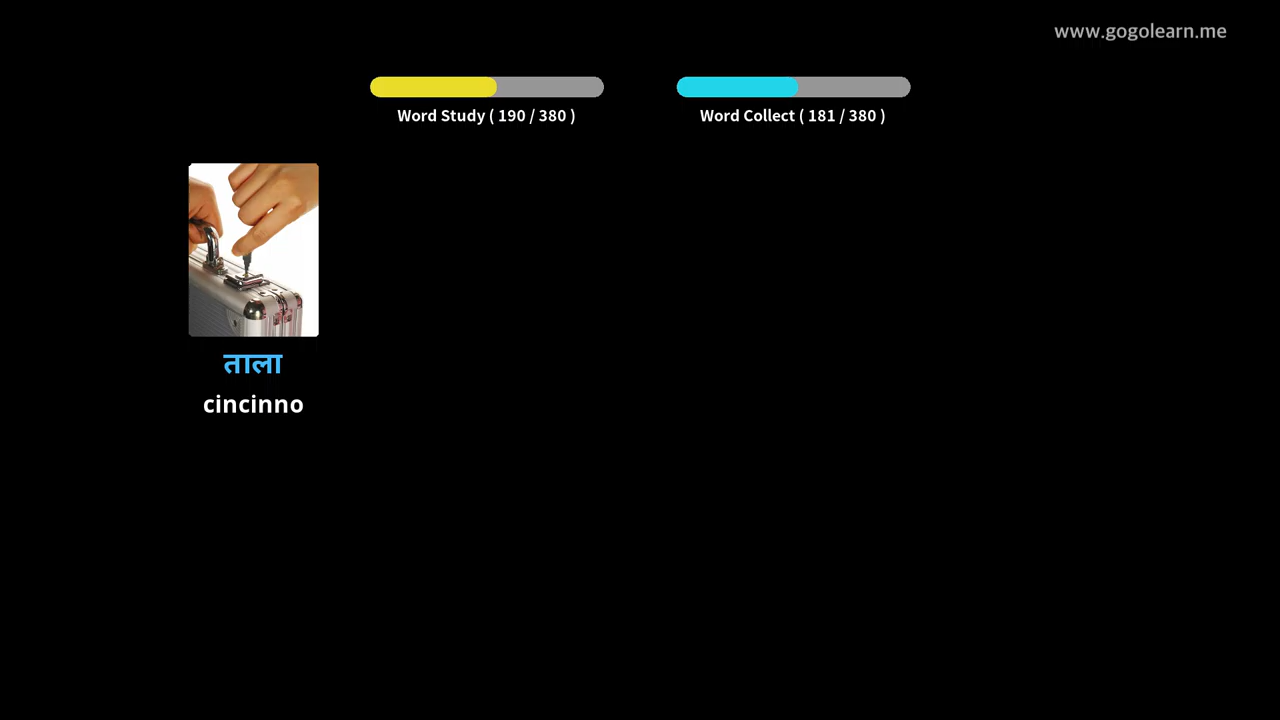 www.gogolearn.me
Word Study ( 190 / 380 )
Word Collect ( 181 / 380 )
ताला
cincinno